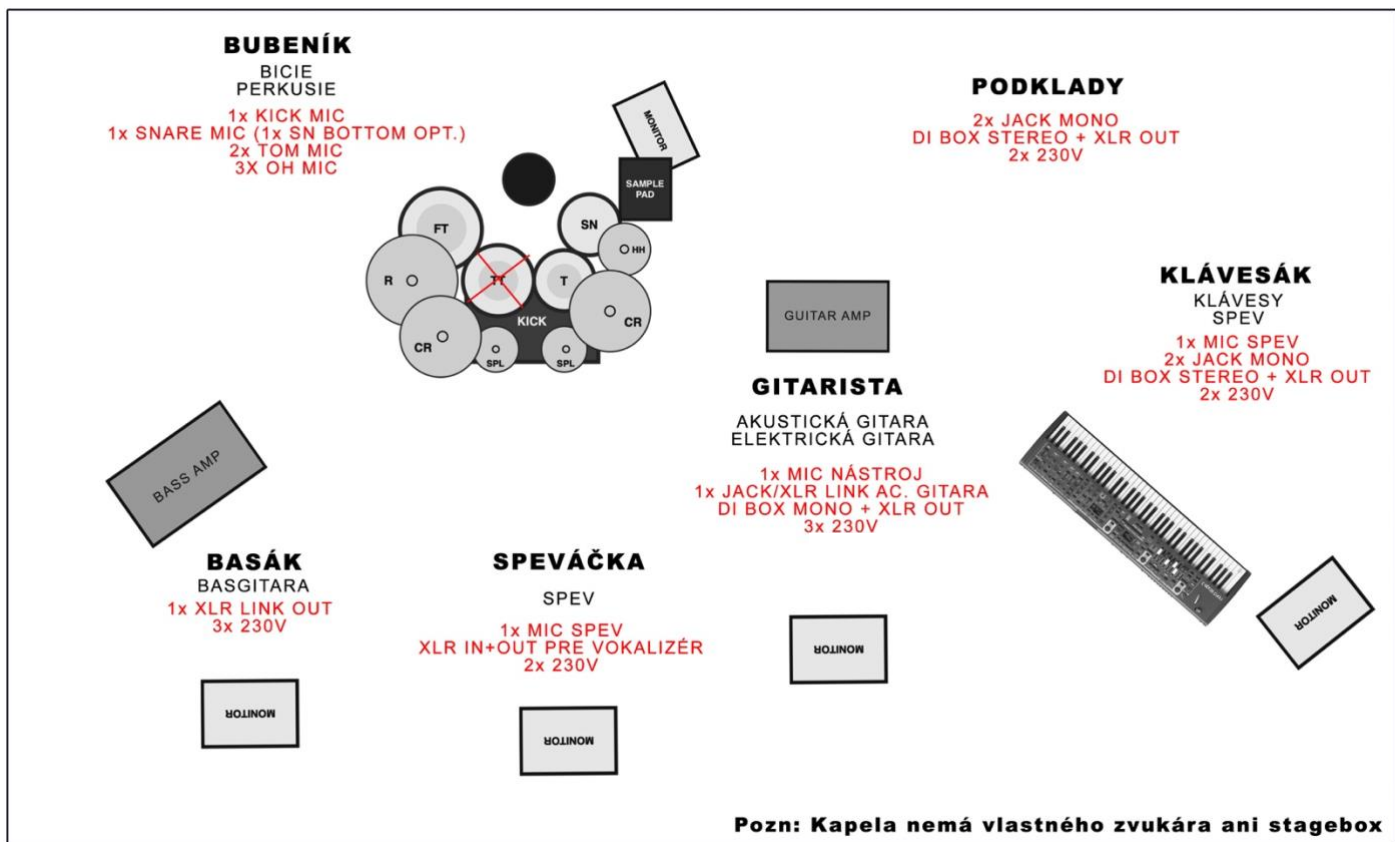 BUBENÍK
BICIE
PERKUSIE
1x KICK MIC
1x SNARE MIC (1x SN BOTTOM OPT.)
2x TOM MIC
3X OH MIC
MONITOR
SAMPLE
PAD
FT
SN
HH
R
TT
T
KICK
CR
CR
SPL
SPL
PODKLADY
2x JACK MONO
DI BOX STEREO + XLR OUT
2x 230V
GUITAR AMP
KLÁVESÁK
KLÁVESY
SPEV
1x MIC SPEV
2x JACK MONO
DI BOX STEREO + XLR OUT
2x 230V
GITARISTA
AKUSTICKÁ GITARA
ELEKTRICKÁ GITARA
1x MIC NÁSTROJ
1x JACK/XLR LINK AC. GITARA
DI BOX MONO + XLR OUT
3x 230V
BASS AMP
BASÁK
BASGITARA
1x XLR LINK OUT
3x 230V
SPEVÁČKA
SPEV
1x MIC SPEV
XLR IN+OUT PRE VOKALIZÉR
2x 230V
MONITOR
MONITOR
MONITOR
MONITOR
Pozn: Kapela nemá vlastného zvukára ani stagebox